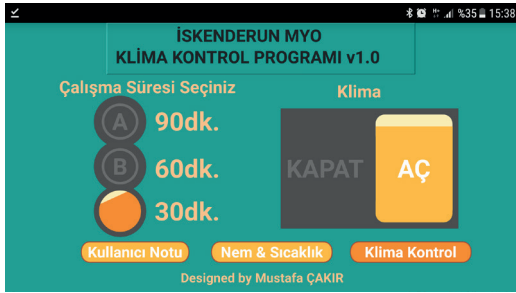 %35 15:38
İSKENDERUN MYO
KLİMA KONTROL PROGRAMI v1.0
Çalışma Süresi Seçiniz
Klima
A 90dk.
B 60dk.
30dk.
KAPAT AÇ
Kullanıcı Notu Nem & Sıcaklık Klima Kontrol
Designed by Mustafa ÇAKIR